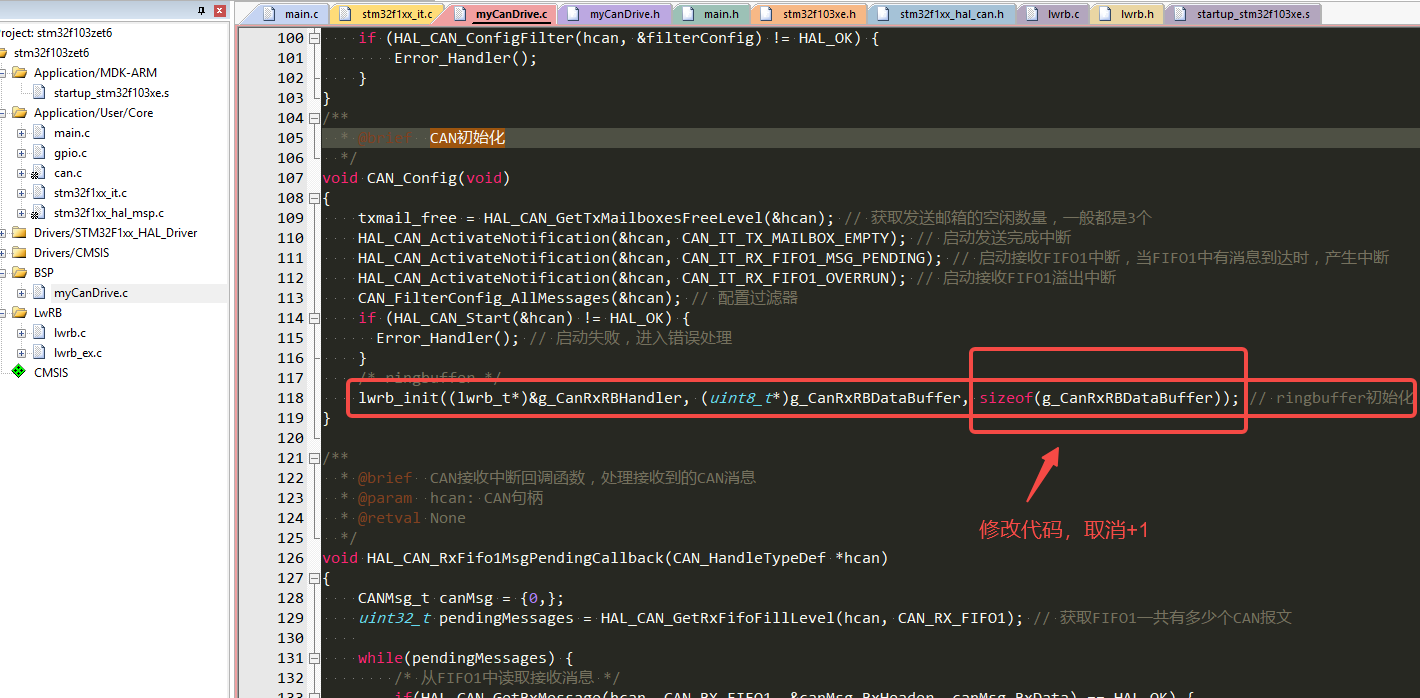 main.c
stm32f1xx_it.c
myCanDrive.c
myCanDrive.h
main.h
stm32f103xe.h
stm32f1xx_hal_can.h
lwrb.c
lwrb.h
startup_stm32f103xe.s
roject: stm32f103zet6
stm32f103zet6
Application/MDK-ARM
startup_stm32f103xe.s
Application/User/Core
main.c
gpio.c
can.c
stm32f1xx_it.c
stm32f1xx_hal_msp.c
Drivers/STM32F1xx_HAL_Driver
Drivers/CMSIS
BSP
myCanDrive.c
LwRB
lwrb.c
lwrb_ex.c
CMSIS
100 if (HAL_CAN_ConfigFilter(hcan, &filterConfig) != HAL_OK) {
101 Error_Handler();
102 }
103 }
104 /**
105 * @brief CAN初始化
106 */
107 void CAN_Config(void)
108 {
109 txmail_free = HAL_CAN_GetTxMailboxesFreeLevel(&hcan); // 获取发送邮箱的空闲数量，一般都是3个
110 HAL_CAN_ActivateNotification(&hcan, CAN_IT_TX_MAILBOX_EMPTY); // 启动发送完成中断
111 HAL_CAN_ActivateNotification(&hcan, CAN_IT_RX_FIFO1_MSG_PENDING); // 启动接收FIFO1中断，当FIFO1中有消息到达时，产生中断
112 HAL_CAN_ActivateNotification(&hcan, CAN_IT_RX_FIFO1_OVERRUN); // 启动接收FIFO1溢出中断
113 CAN_FilterConfig_AllMessages(&hcan); // 配置过滤器
114 if (HAL_CAN_Start(&hcan) != HAL_OK) {
115 Error_Handler(); // 启动失败，进入错误处理
116 }
117 /* ringbuffer */
118 lwrb_init((lwrb_t*)&g_CanRxRBHandler, (uint8_t*)g_CanRxRBDataBuffer, sizeof(g_CanRxRBDataBuffer)); // ringbuffer初始化
119 }
120
121 /**
122 * @brief CAN接收中断回调函数，处理接收到的CAN消息
123 * @param hcan: CAN句柄
124 * @retval None
125 */
修改代码，取消+1
126 void HAL_CAN_RxFifo1MsgPendingCallback(CAN_HandleTypeDef *hcan)
127 {
128 CANMsg_t canMsg = {0,};
129 uint32_t pendingMessages = HAL_CAN_GetRxFifoFillLevel(hcan, CAN_RX_FIFO1); // 获取FIFO1一共有多少个CAN报文
130
131 while(pendingMessages) {
132 /* 从FIFO1中读取接收消息 */
133 if(HAL_CAN_GetRxMessage(hcan, CAN_RX_FIFO1, &canMsg.RxHeader, canMsg.RxData) == HAL_OK) {